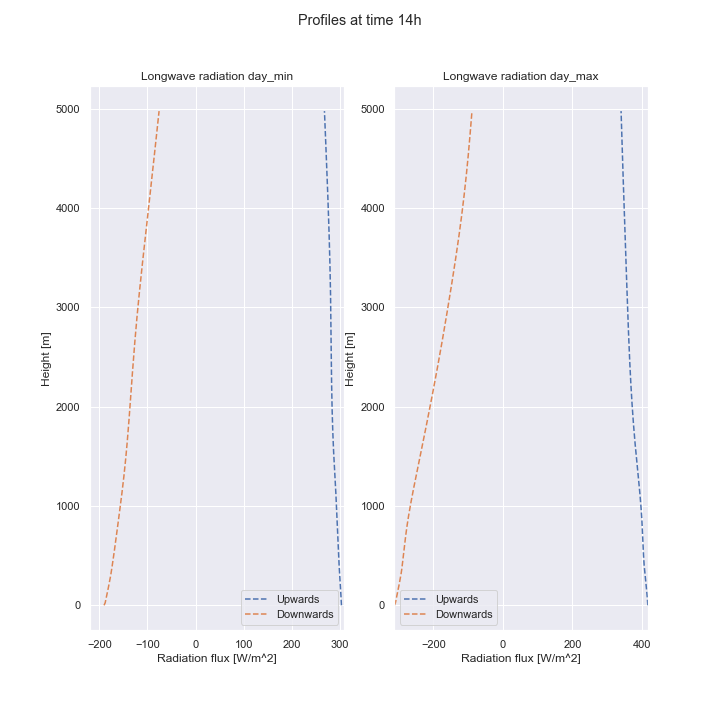 Profiles at time 14h
Longwave radiation day_min
Height [m]
5000
4000
3000
2000
1000
0
−200 −100 0 100 200 300
Radiation flux [W/m^2]
Upwards
Downwards
Longwave radiation day_max
Height [m]
5000
4000
3000
2000
1000
0
−200 0 200 400
Radiation flux [W/m^2]
Upwards
Downwards